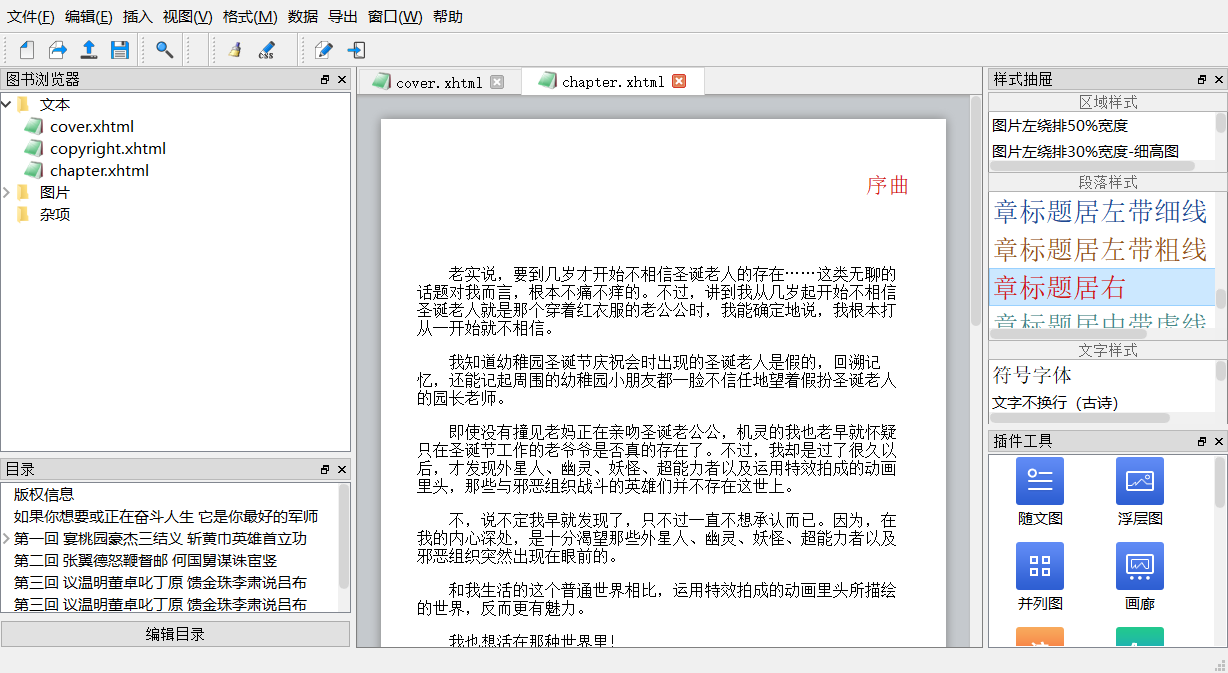 文件(F) 编辑(E) 插入 视图(V) 格式(M) 数据 导出 窗口(W) 帮助
CSS
图书浏览器
文本
cover.xhtml
copyright.xhtml
chapter.xhtml
图片
杂项
目录
版权信息
如果你想要或正在奋斗人生 它是你最好的军师
第一回 宴桃园豪杰三结义 斩黄巾英雄首立功
第二回 张翼德怒鞭督邮 何国舅谋诛宦竖
第三回 议温明董卓叱丁原 馈金珠李肃说吕布
第三回 议温明董卓叱丁原 馈金珠李肃说吕布
编辑目录
cover.xhtml
chapter.xhtml
序曲
老实说，要到几岁才开始不相信圣诞老人的存在……这类无聊的
话题对我而言，根本不痛不痒的。不过，讲到我从几岁起开始不相信
圣诞老人就是那个穿着红衣服的老公公时，我能确定地说，我根本打
从一开始就不相信。
我知道幼稚园圣诞节庆祝会时出现的圣诞老人是假的，回溯记
忆，还能记起周围的幼稚园小朋友都一脸不信任地望着假扮圣诞老人
的园长老师。
即使没有撞见老妈正在亲吻圣诞老公公，机灵的我也老早就怀疑
只在圣诞节工作的老爷爷是否真的存在了。不过，我却是过了很久以
后，才发现外星人、幽灵、妖怪、超能力者以及运用特效拍成的动画
里头，那些与邪恶组织战斗的英雄们并不存在这世上。
不，说不定我早就发现了，只不过一直不想承认而已。因为，在
我的内心深处，是十分渴望那些外星人、幽灵、妖怪、超能力者以及
邪恶组织突然出现在眼前的。
和我生活的这个普通世界相比，运用特效拍成的动画里头所描绘
的世界，反而更有魅力。
我也想活在那种世界里！
样式抽屉
区域样式
图片左绕排50%宽度
图片左绕排30%宽度-细高图
段落样式
章标题居左带细线
章标题居左带粗线
章标题居右
章标题居中带虚线
文字样式
符号字体
文字不换行（古诗）
插件工具
随文图
浮层图
并列图
画廊